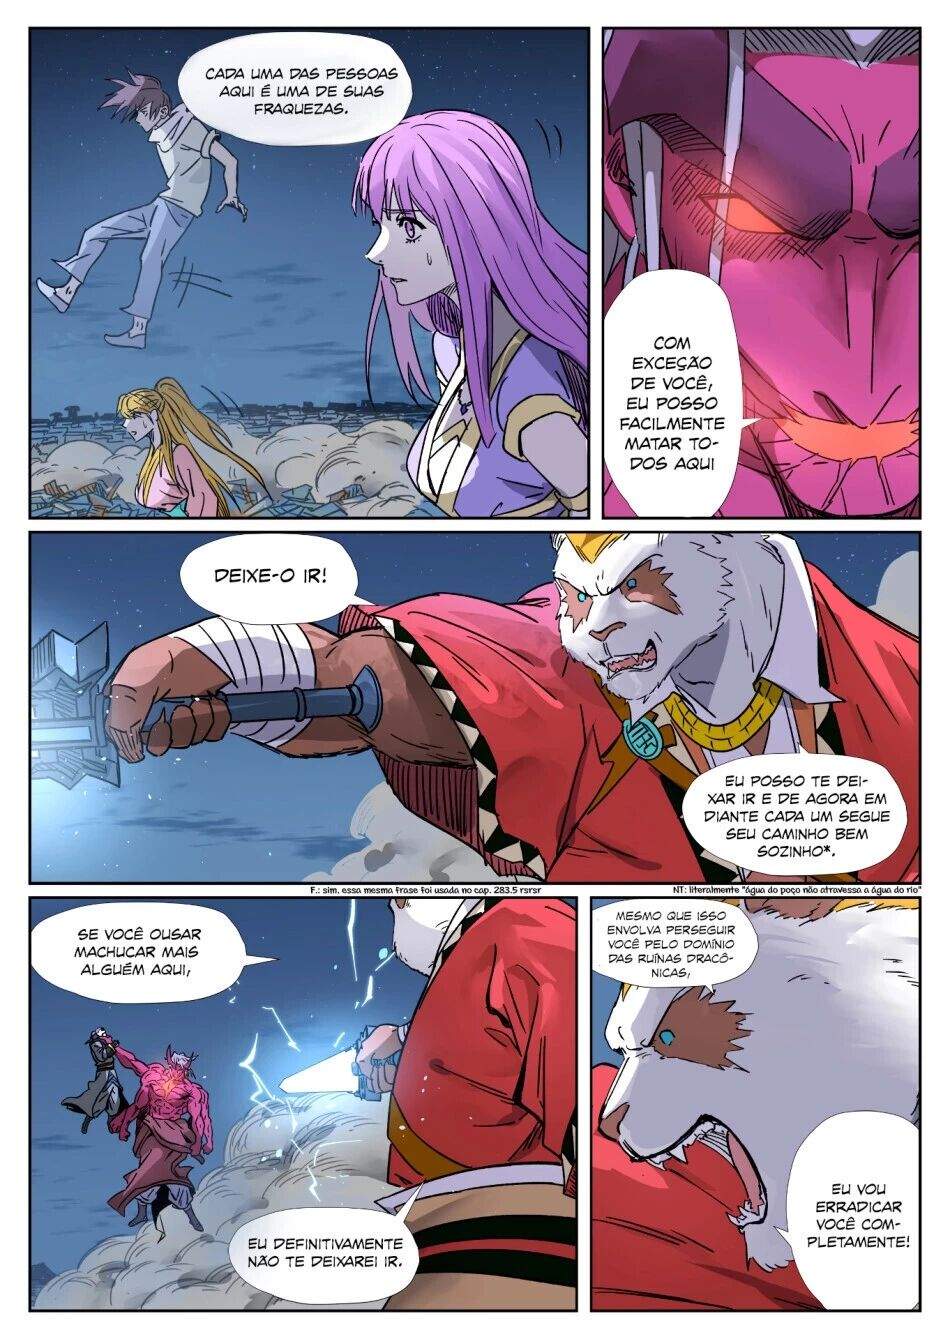 CADA UMA DAS PESSOAS
AQUI É UMA DE SUAS
FRAQUEZAS.
COM
EXCEÇÃO
DE VOCÊ,
EU POSSO
FACILMENTE
MATAR TO-
DOS AQUI
DEIXE-O IR!
EU POSSO TE DEI-
XAR IR E DE AGORA EM
DIANTE CADA UM SEGUE
SEU CAMINHO BEM
SOZINHO*.
F.: sim, essa mesma frase foi usada no cap. 283.5 rsrsr
NT: literalmente "água do poço não atravessa a água do rio"
SE VOCÊ OUSAR
MACHUCAR MAIS
ALGUÉM AQUI,
EU DEFINITIVAMENTE
NÃO TE DEIXAREI IR.
MESMO QUE ISSO
ENVOLVA PERSEGUIR
VOCÊ PELO DOMÍNIO
DAS RUÍNAS DRACÔ-
NICAS,
EU VOU
ERRADICAR
VOCÊ COM-
PLETAMENTE!